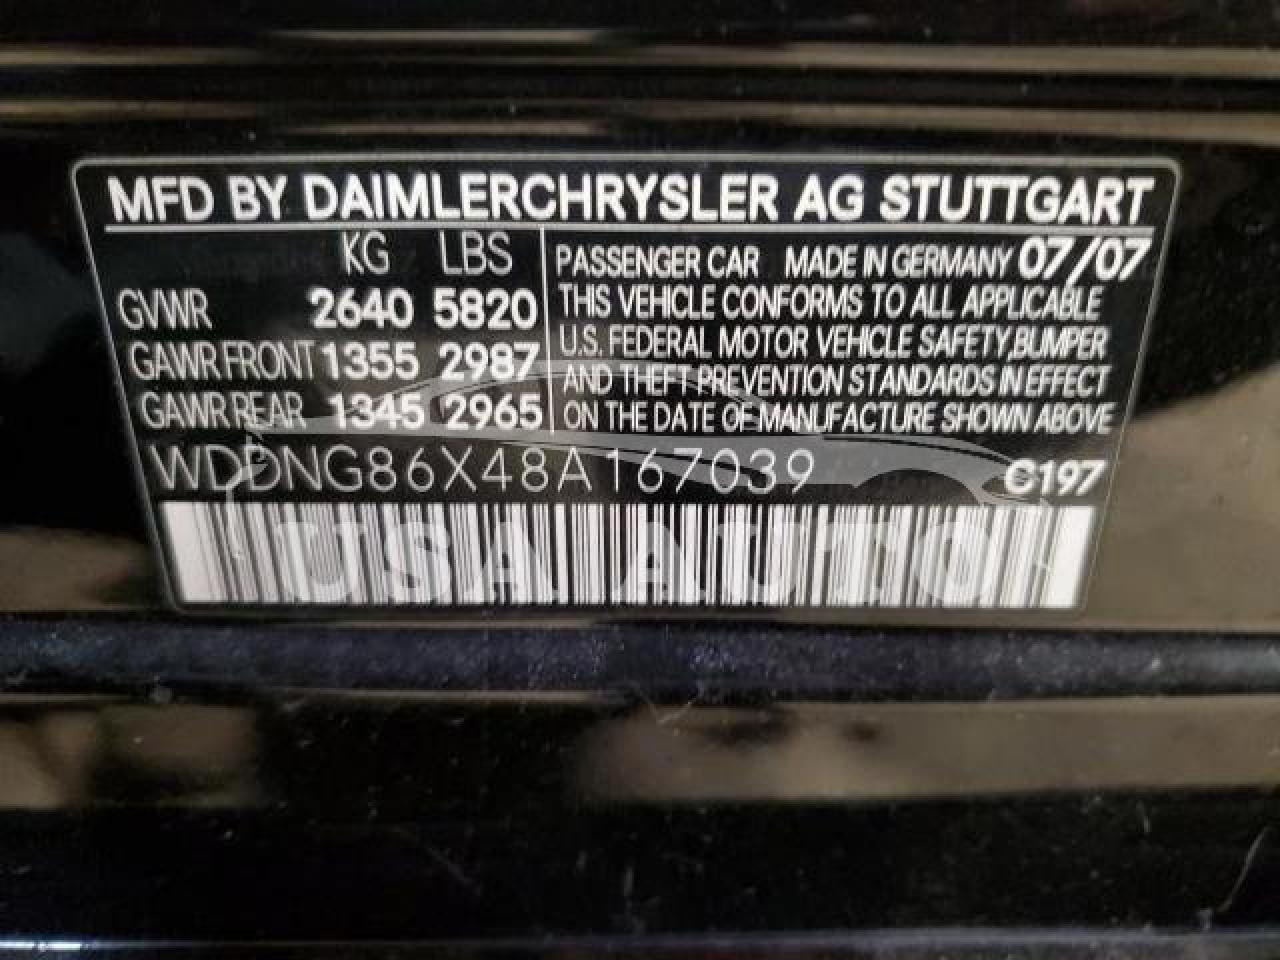 MFD BY DAIMLERCHRYSLER AG STUTTGART
KG LBS
GVWR 2640 5820
GAWR FRONT 1355 2987
GAWR REAR 1345 2965
PASSENGER CAR MADE IN GERMANY 07/07
THIS VEHICLE CONFORMS TO ALL APPLICABLE
U.S. FEDERAL MOTOR VEHICLE SAFETY,BUMPER
AND THEFT PREVENTION STANDARDS IN EFFECT
ON THE DATE OF MANUFACTURE SHOWN ABOVE
WDDNG86X48A167039 C197
USA AUTO